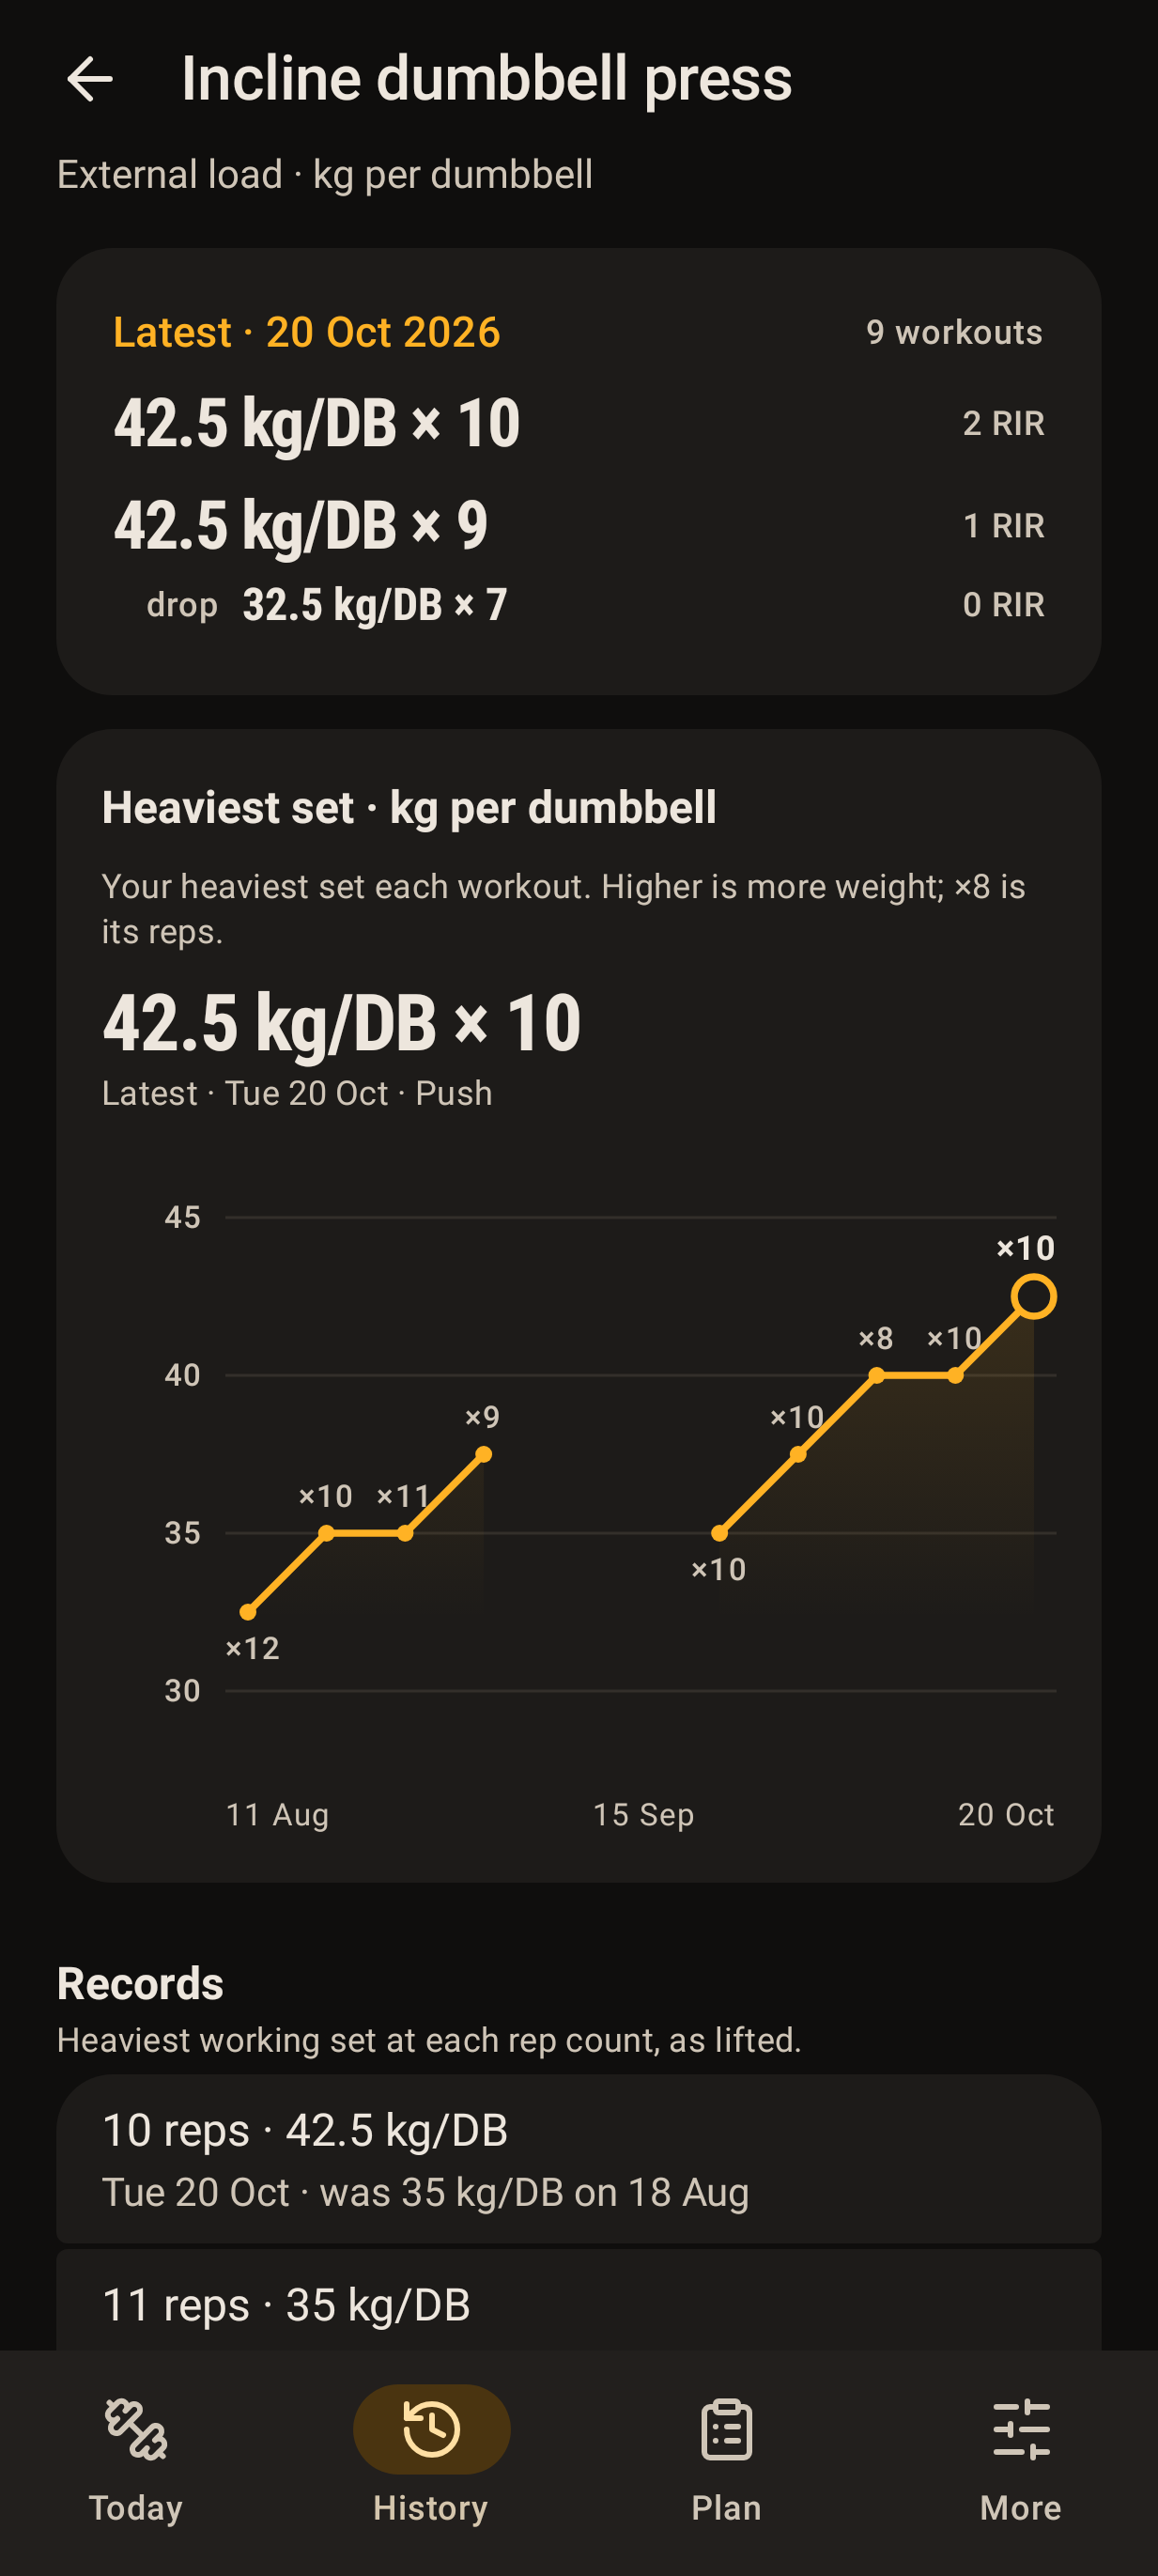 Incline dumbbell press
External load · kg per dumbbell
Latest · 20 Oct 2026
9 workouts
42.5 kg/DB × 10
2 RIR
42.5 kg/DB × 9
1 RIR
drop 32.5 kg/DB × 7
0 RIR
Heaviest set · kg per dumbbell
Your heaviest set each workout. Higher is more weight; ×8 is
its reps.
42.5 kg/DB × 10
Latest · Tue 20 Oct · Push
45
×10
×8
×10
40
×9
×10
×10
×11
35
×10
×12
30
11 Aug
15 Sep
20 Oct
Records
Heaviest working set at each rep count, as lifted.
10 reps · 42.5 kg/DB
Tue 20 Oct · was 35 kg/DB on 18 Aug
11 reps · 35 kg/DB
Today
History
Plan
More